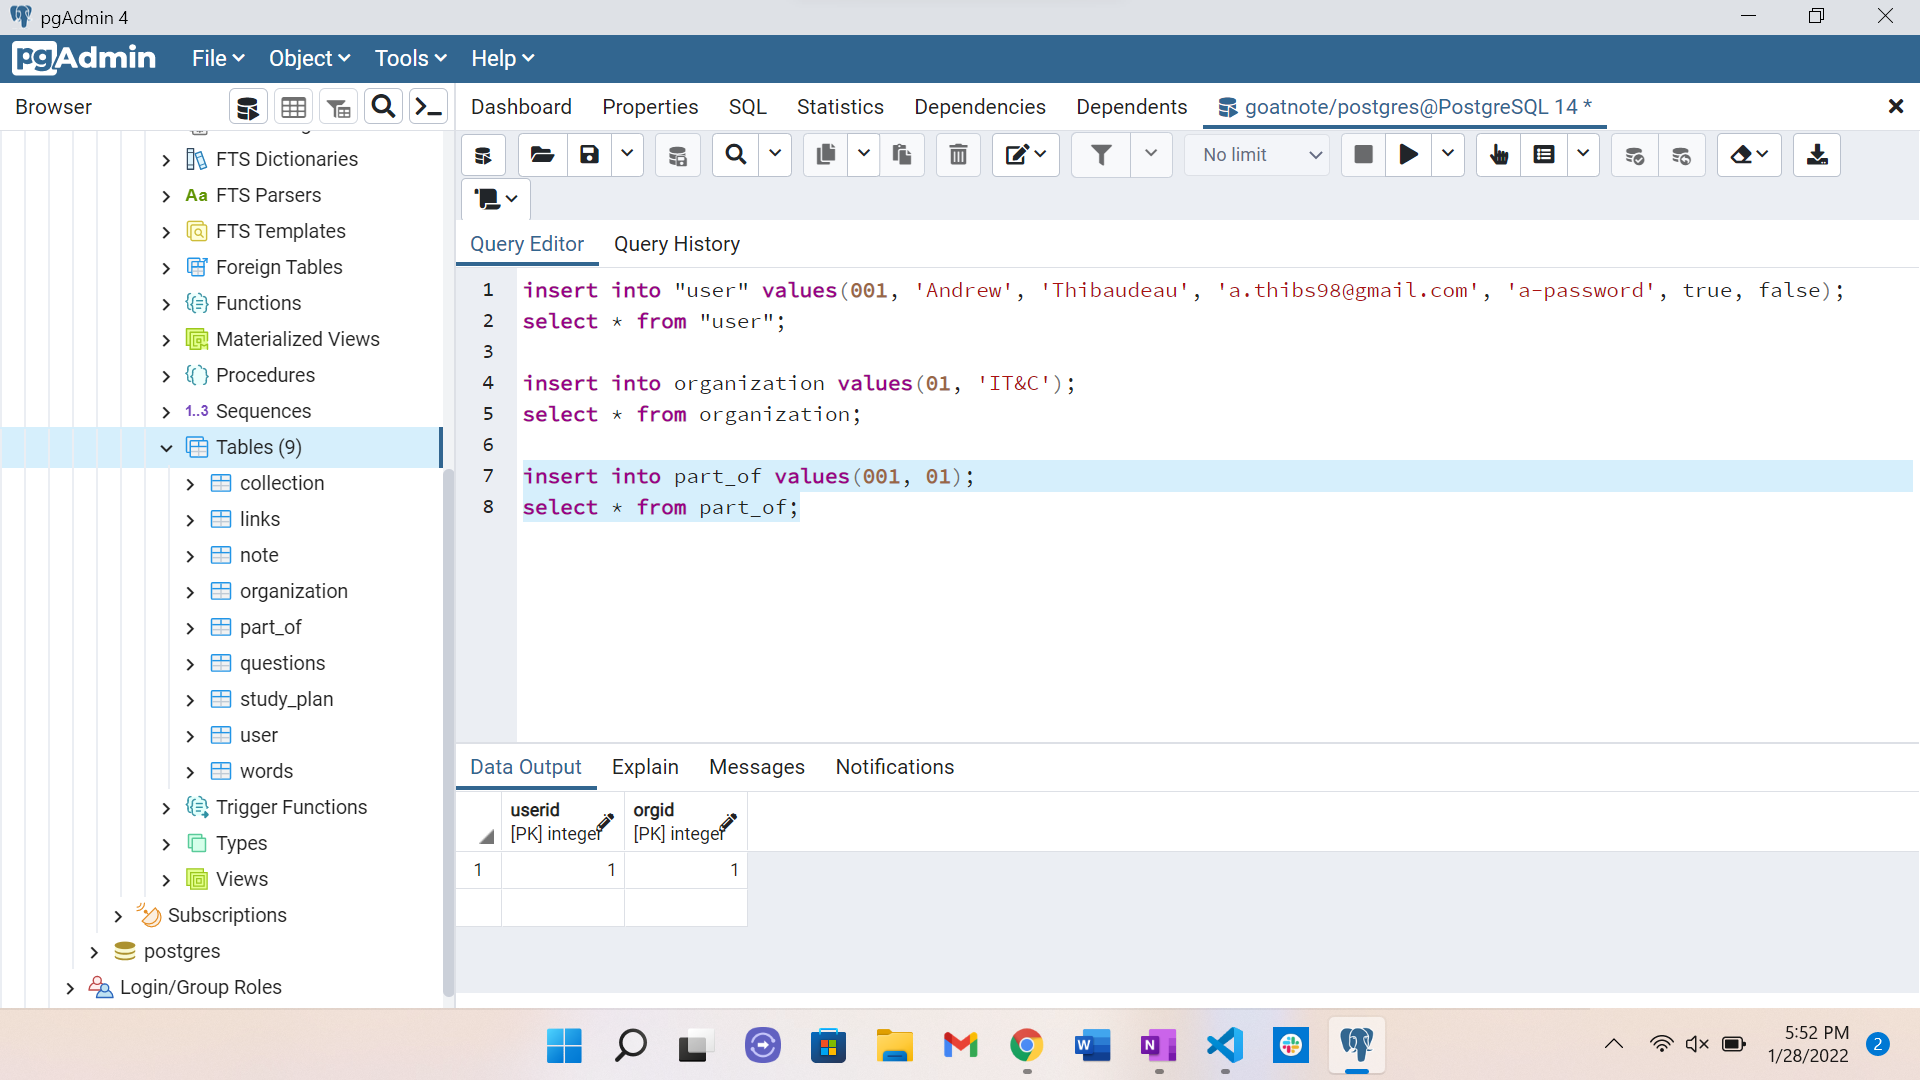 pgAdmin 4
pgAdmin File Object Tools Help
Browser
Dashboard Properties SQL Statistics Dependencies Dependents goatnote/postgres@PostgreSQL 14 *
No limit
FTS Dictionaries
Aa FTS Parsers
FTS Templates
Foreign Tables
Functions
Materialized Views
Procedures
1..3 Sequences
Tables (9)
collection
links
note
organization
part_of
questions
study_plan
user
words
Trigger Functions
Types
Views
Subscriptions
postgres
Login/Group Roles
Query Editor Query History
1 insert into "user" values(001, 'Andrew', 'Thibaudeau', 'a.thibs98@gmail.com', 'a-password', true, false);
2 select * from "user";
3
4 insert into organization values(01, 'IT&C');
5 select * from organization;
6
7 insert into part_of values(001, 01);
8 select * from part_of;
Data Output Explain Messages Notifications
userid orgid
[PK] integer [PK] integer
1 1 1
5:52 PM
1/28/2022
2